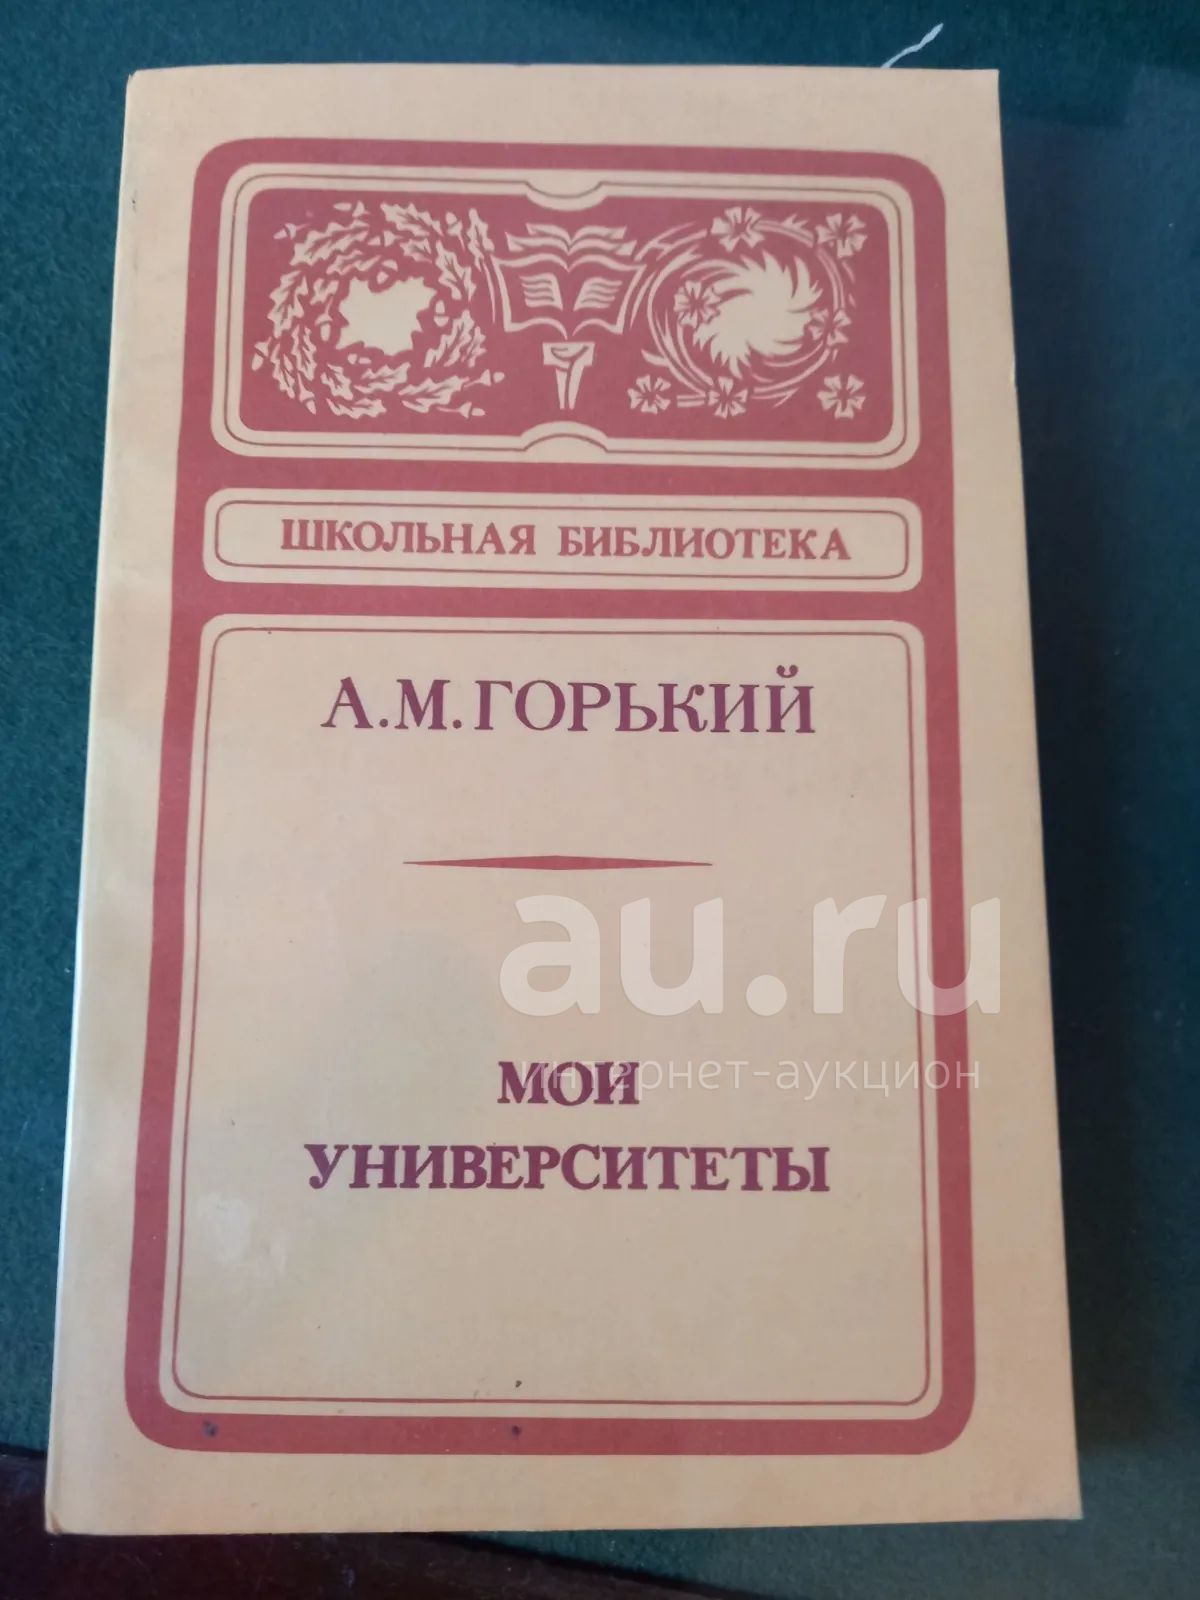 ШКОЛЬНАЯ БИБЛИОТЕКА
А.М.ГОРЬКИЙ
au.ru
интернет-аукцион
МОИ
УНИВЕРСИТЕТЫ